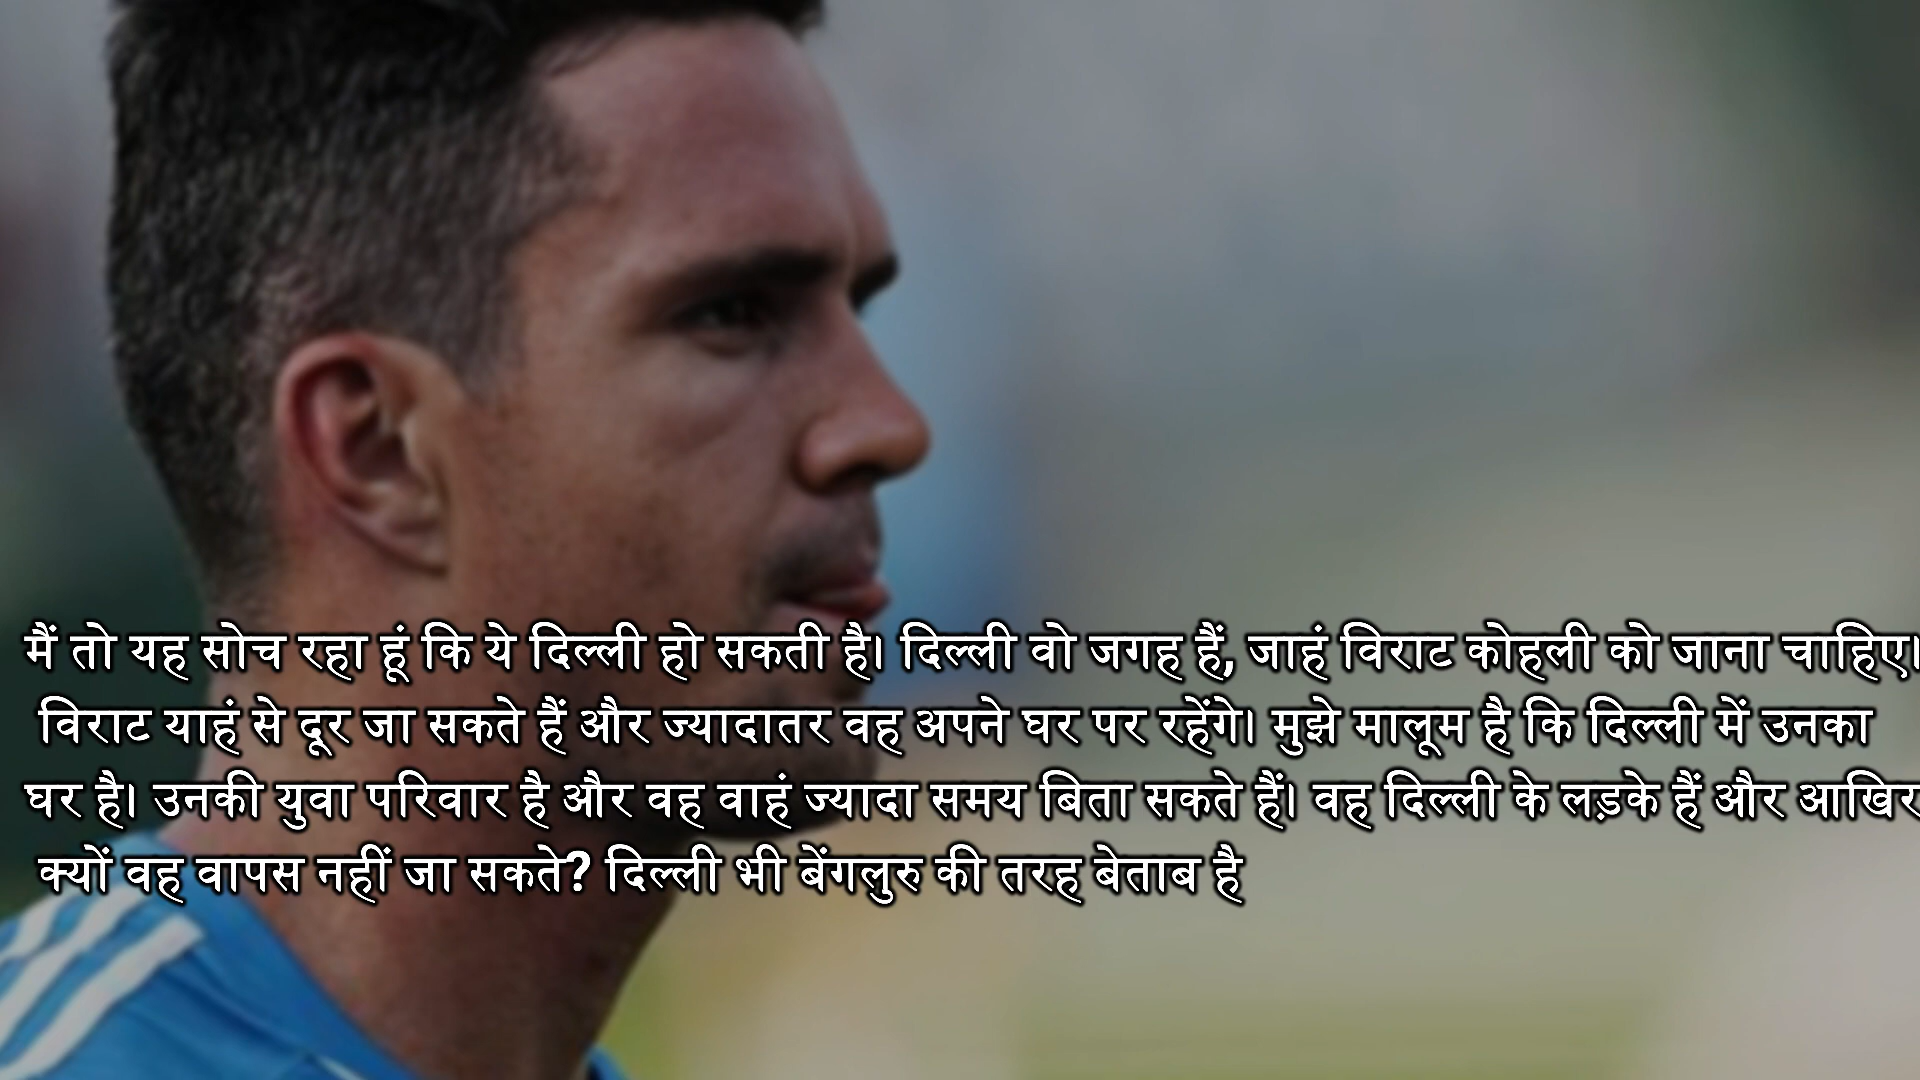 मैं तो यह सोच रहा हूं कि ये दिल्ली हो सकती है। दिल्ली वो जगह हैं, जाहं विराट कोहली को जाना चाहिए।
विराट याहं से दूर जा सकते हैं और ज्यादातर वह अपने घर पर रहेंगे। मुझे मालूम है कि दिल्ली में उनका
घर है। उनकी युवा परिवार है और वह वाहं ज्यादा समय बिता सकते हैं। वह दिल्ली के लड़के हैं और आखिर
क्यों वह वापस नहीं जा सकते? दिल्ली भी बेंगलुरु की तरह बेताब है